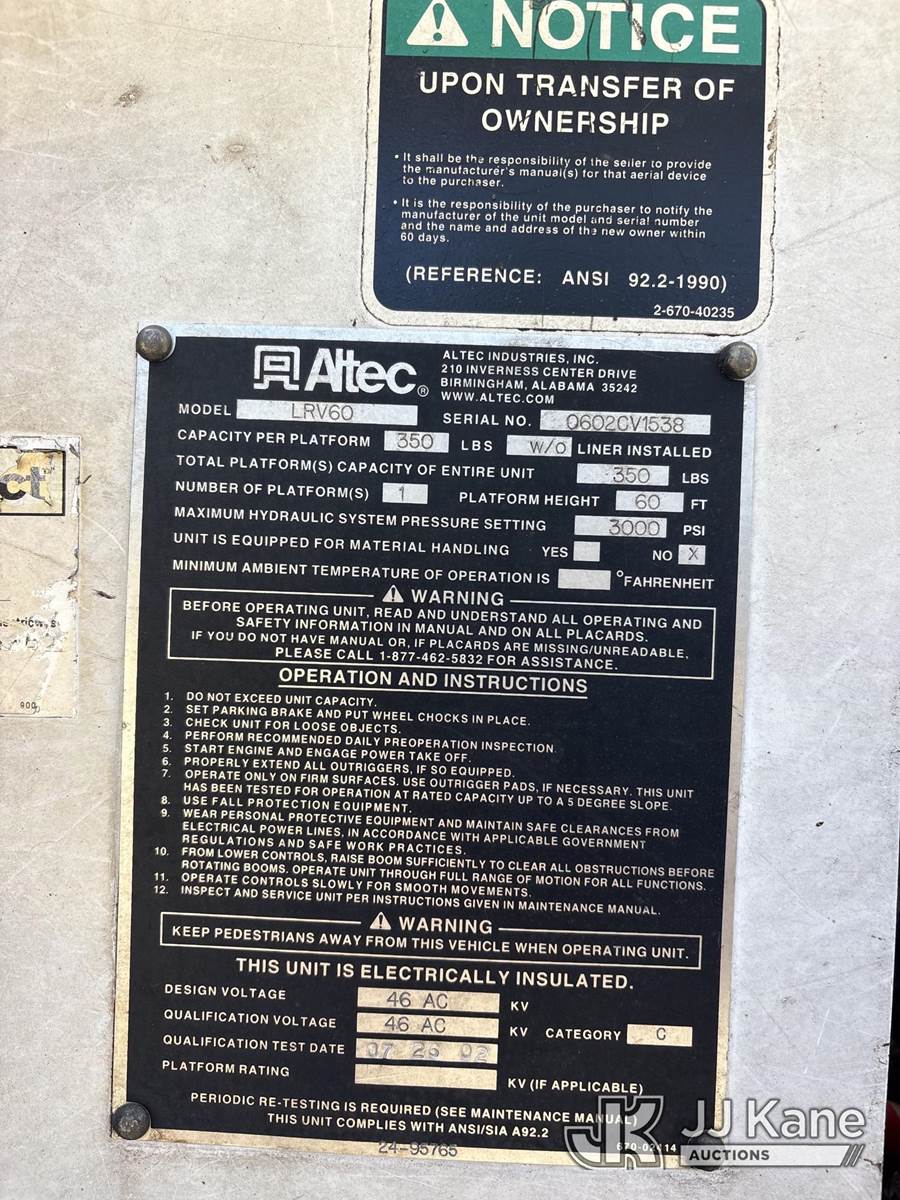 NOTICE
UPON TRANSFER OF
OWNERSHIP
• It shall be the responsibility of the seller to provide
the manufacturer's manual(s) for that aerial device
to the purchaser.
• It is the responsibility of the purchaser to notify the
manufacturer of the unit model and serial number
and the name and address of the new owner within
60 days.
(REFERENCE: ANSI 92.2-1990)
2-670-40235
Altec®
ALTEC INDUSTRIES, INC.
210 INVERNESS CENTER DRIVE
BIRMINGHAM, ALABAMA 35242
WWW.ALTEC.COM
MODEL LRV60 SERIAL NO. 0602CV1538
CAPACITY PER PLATFORM 350 LBS W/O LINER INSTALLED
TOTAL PLATFORM(S) CAPACITY OF ENTIRE UNIT 350 LBS
NUMBER OF PLATFORM(S) 1 PLATFORM HEIGHT 60 FT
MAXIMUM HYDRAULIC SYSTEM PRESSURE SETTING 3000 PSI
UNIT IS EQUIPPED FOR MATERIAL HANDLING YES NO X
MINIMUM AMBIENT TEMPERATURE OF OPERATION IS °FAHRENHEIT
WARNING
BEFORE OPERATING UNIT, READ AND UNDERSTAND ALL OPERATING AND
SAFETY INFORMATION IN MANUAL AND ON ALL PLACARDS.
IF YOU DO NOT HAVE MANUAL OR, IF PLACARDS ARE MISSING/UNREADABLE,
PLEASE CALL 1-877-462-5832 FOR ASSISTANCE.
OPERATION AND INSTRUCTIONS
1. DO NOT EXCEED UNIT CAPACITY.
2. SET PARKING BRAKE AND PUT WHEEL CHOCKS IN PLACE.
3. CHECK UNIT FOR LOOSE OBJECTS.
4. PERFORM RECOMMENDED DAILY PREOPERATION INSPECTION.
5. START ENGINE AND ENGAGE POWER TAKE OFF.
6. PROPERLY EXTEND ALL OUTRIGGERS, IF SO EQUIPPED.
7. OPERATE ONLY ON FIRM SURFACES. USE OUTRIGGER PADS, IF NECESSARY. THIS UNIT
HAS BEEN TESTED FOR OPERATION AT RATED CAPACITY UP TO A 5 DEGREE SLOPE.
8. USE FALL PROTECTION EQUIPMENT.
9. WEAR PERSONAL PROTECTIVE EQUIPMENT AND MAINTAIN SAFE CLEARANCES FROM
ELECTRICAL POWER LINES, IN ACCORDANCE WITH APPLICABLE GOVERNMENT
REGULATIONS AND SAFE WORK PRACTICES.
10. FROM LOWER CONTROLS, RAISE BOOM SUFFICIENTLY TO CLEAR ALL OBSTRUCTIONS BEFORE
ROTATING BOOMS. OPERATE UNIT THROUGH FULL RANGE OF MOTION FOR ALL FUNCTIONS.
11. OPERATE CONTROLS SLOWLY FOR SMOOTH MOVEMENTS.
12. INSPECT AND SERVICE UNIT PER INSTRUCTIONS GIVEN IN MAINTENANCE MANUAL.
WARNING
KEEP PEDESTRIANS AWAY FROM THIS VEHICLE WHEN OPERATING UNIT.
THIS UNIT IS ELECTRICALLY INSULATED.
DESIGN VOLTAGE 46 AC KV
QUALIFICATION VOLTAGE 46 AC KV CATEGORY C
QUALIFICATION TEST DATE 07 26 02
PLATFORM RATING KV (IF APPLICABLE)
PERIODIC RE-TESTING IS REQUIRED (SEE MAINTENANCE MANUAL)
THIS UNIT COMPLIES WITH ANSI/SIA A92.2
24-95765
JK JJ Kane
AUCTIONS